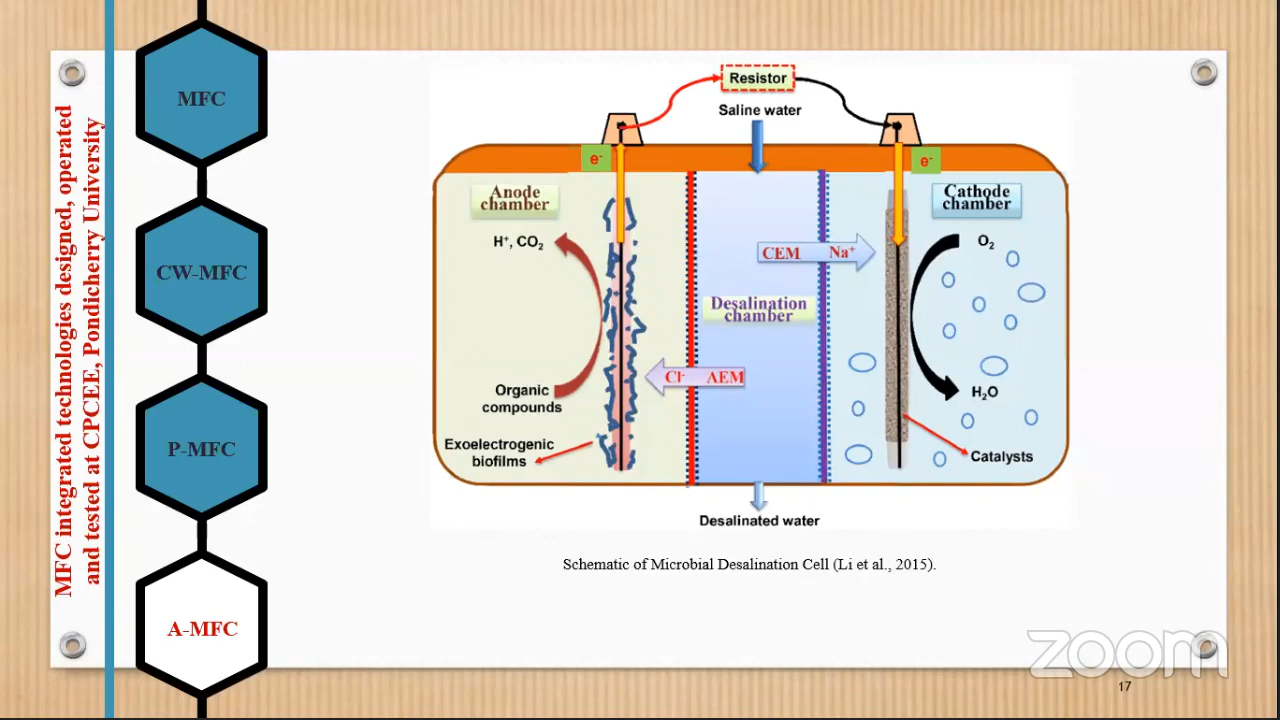 MFC integrated technologies designed, operated
and tested at CPCEE, Pondicherry University
MFC
CW-MFC
P-MFC
A-MFC
Resistor
Saline water
e-
e-
Anode
chamber
Cathode
chamber
H+, CO2
O2
CEM Na+
Desalination
chamber
Cl- AEM
Organic
compounds
H2O
Exoelectrogenic
biofilms
Catalysts
Desalinated water
Schematic of Microbial Desalination Cell (Li et al., 2015).
zoom
17